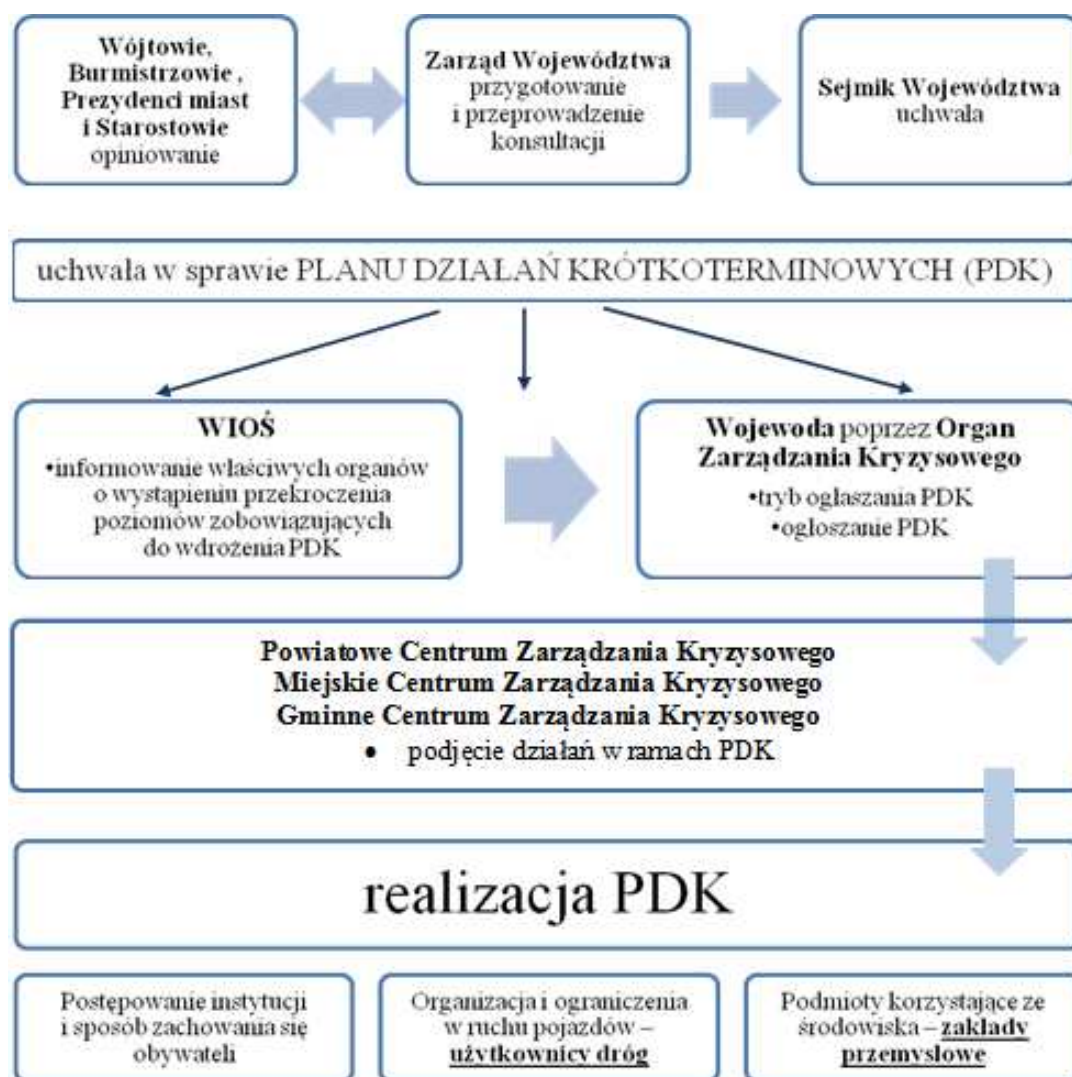 Wójtowie,
Burmistrzowie ,
Prezydenci miast
i Starostowie
opiniowanie
Zarząd Województwa
przygotowanie
i przeprowadzenie
konsultacji
Sejmik Województwa
uchwala
uchwała w sprawie PLANU DZIAŁAŃ KRÓTKOTERMINOWYCH (PDK)
WIOŚ
•informowanie właściwych organów
o wystąpieniu przekroczenia
poziomów zobowiązujących
do wdrożenia PDK
Wojewoda poprzez Organ
Zarządzania Kryzysowego
•tryb ogłaszania PDK
•ogłoszanie PDK
Powiatowe Centrum Zarządzania Kryzysowego
Miejskie Centrum Zarządzania Kryzysowego
Gminne Centrum Zarządzania Kryzysowego
• podjęcie działań w ramach PDK
realizacja PDK
Postępowanie instytucji
i sposób zachowania się
obywateli
Organizacja i ograniczenia
w ruchu pojazdów –
użytkownicy dróg
Podmioty korzystające ze
środowiska – zakłady
przemysłowe